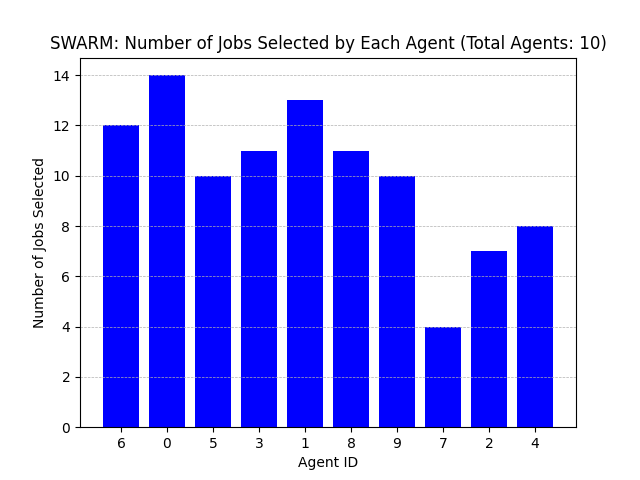 SWARM: Number of Jobs Selected by Each Agent (Total Agents: 10)
14
12
10
8
6
4
2
0
Number of Jobs Selected
6 0 5 3 1 8 9 7 2 4
Agent ID